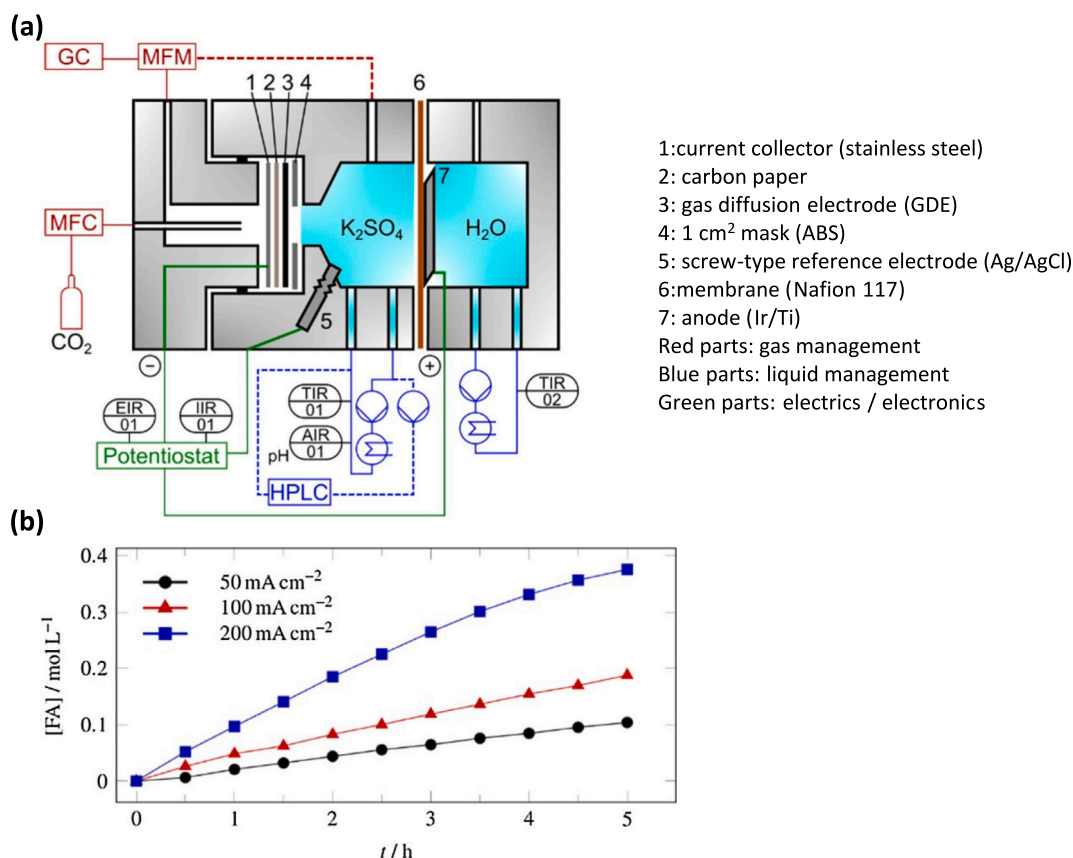 (a)
GC MFM
1 2 3 4 6
7
MFC
K₂SO₄ H₂O
5
CO₂
− +
EIR 01 IIR 01
TIR 01
AIR 01
TIR 02
pH
Potentiostat
HPLC
1:current collector (stainless steel)
2: carbon paper
3: gas diffusion electrode (GDE)
4: 1 cm² mask (ABS)
5: screw-type reference electrode (Ag/AgCl)
6:membrane (Nafion 117)
7: anode (Ir/Ti)
Red parts: gas management
Blue parts: liquid management
Green parts: electrics / electronics
(b)
[FA] / mol L⁻¹
0.4
0.3
0.2
0.1
0
50 mA cm⁻²
100 mA cm⁻²
200 mA cm⁻²
0 1 2 3 4 5
t / h